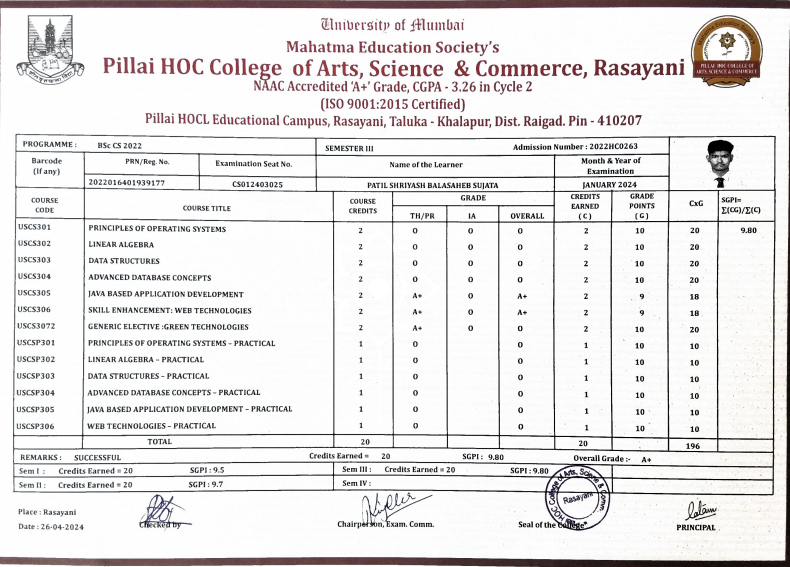 University of Mumbai
Mahatma Education Society's
Pillai HOC College of Arts, Science & Commerce, Rasayani
NAAC Accredited 'A+' Grade, CGPA - 3.26 in Cycle 2
(ISO 9001:2015 Certified)
Pillai HOCL Educational Campus, Rasayani, Taluka - Khalapur, Dist. Raigad. Pin - 410207
PILLAI HOC COLLEGE OF
ARTS, SCIENCE & COMMERCE
PROGRAMME : BSc CS 2022 SEMESTER III Admission Number : 2022HC0263
Barcode (If any) PRN/Reg. No. Examination Seat No. Name of the Learner Month & Year of Examination
2022016401939177 CS012403025 PATIL SHRIYASH BALASAHEB SUJATA JANUARY 2024
COURSE CODE COURSE TITLE COURSE CREDITS GRADE TH/PR IA OVERALL CREDITS EARNED ( C ) GRADE POINTS ( G ) CxG SGPI= ∑(CG)/∑(C)
USCS301 PRINCIPLES OF OPERATING SYSTEMS 2 O O O 2 10 20 9.80
USCS302 LINEAR ALGEBRA 2 O O O 2 10 20
USCS303 DATA STRUCTURES 2 O O O 2 10 20
USCS304 ADVANCED DATABASE CONCEPTS 2 O O O 2 10 20
USCS305 JAVA BASED APPLICATION DEVELOPMENT 2 A+ O A+ 2 9 18
USCS306 SKILL ENHANCEMENT: WEB TECHNOLOGIES 2 A+ O A+ 2 9 18
USCS3072 GENERIC ELECTIVE :GREEN TECHNOLOGIES 2 A+ O O 2 10 20
USCSP301 PRINCIPLES OF OPERATING SYSTEMS – PRACTICAL 1 O O 1 10 10
USCSP302 LINEAR ALGEBRA – PRACTICAL 1 O O 1 10 10
USCSP303 DATA STRUCTURES – PRACTICAL 1 O O 1 10 10
USCSP304 ADVANCED DATABASE CONCEPTS – PRACTICAL 1 O O 1 10 10
USCSP305 JAVA BASED APPLICATION DEVELOPMENT – PRACTICAL 1 O O 1 10 10
USCSP306 WEB TECHNOLOGIES – PRACTICAL 1 O O 1 10 10
TOTAL 20 20 196
REMARKS : SUCCESSFUL Credits Earned = 20 SGPI : 9.80 Overall Grade :- A+
Sem I : Credits Earned = 20 SGPI : 9.5 Sem III : Credits Earned = 20 SGPI : 9.80
Sem II : Credits Earned = 20 SGPI : 9.7 Sem IV :
Rasayani
Place : Rasayani
Date : 26-04-2024 Checked by Chairperson, Exam. Comm. Seal of the College PRINCIPAL